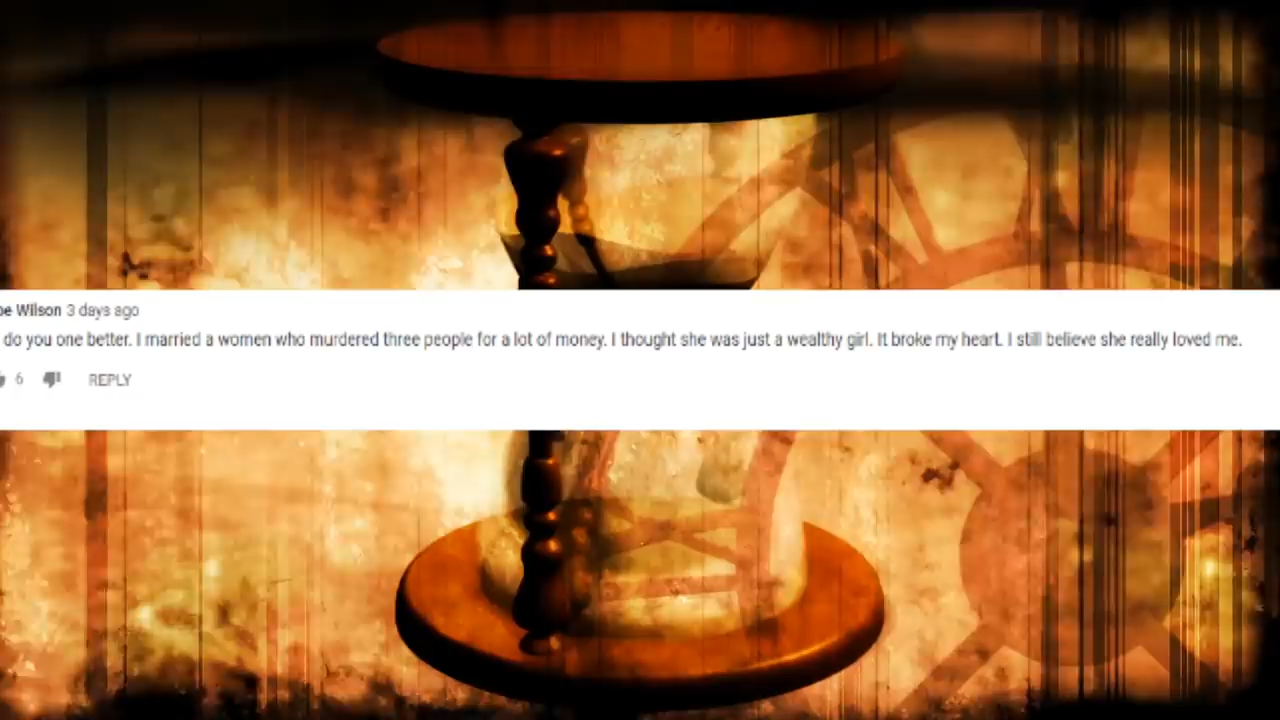 oe Wilson 3 days ago
do you one better. I married a women who murdered three people for a lot of money. I thought she was just a wealthy girl. It broke my heart. I still believe she really loved me.
6 REPLY